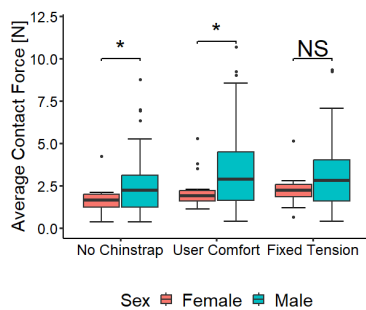 Average Contact Force [N]
12.5
10.0
7.5
5.0
2.5
0.0
*
*
NS
No Chinstrap User Comfort Fixed Tension
Sex Female Male